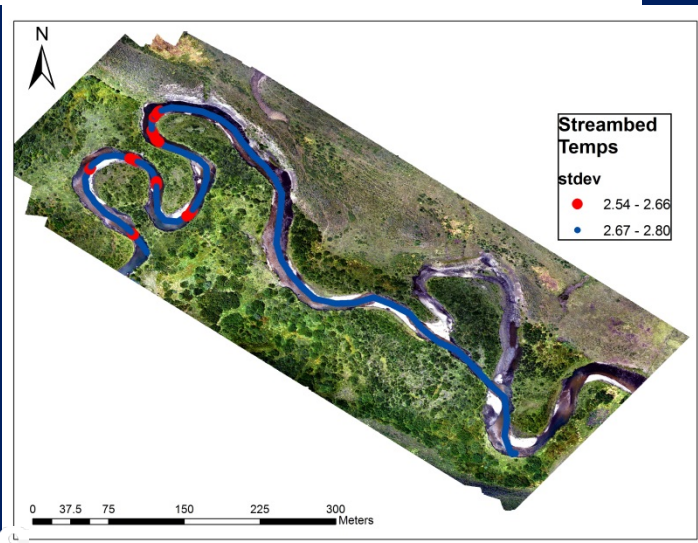 N
Streambed
Temps
stdev
2.54 - 2.66
2.67 - 2.80
0 37.5 75 150 225 300
Meters